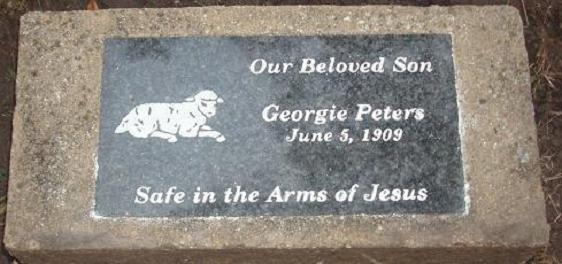 Our Beloved Son
Georgie Peters
June 5, 1909
Safe in the Arms of Jesus